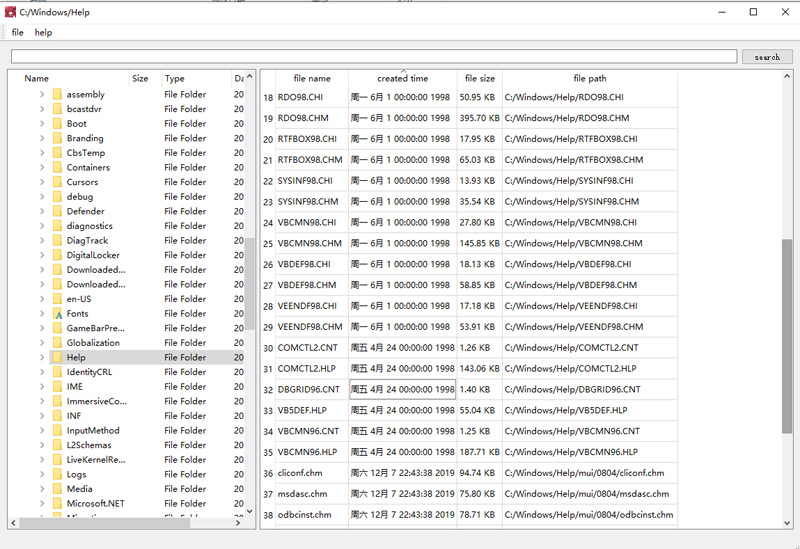 C:/Windows/Help
file help
search
Name Size Type Da
assembly File Folder 20
bcastdvr File Folder 20
Boot File Folder 20
Branding File Folder 20
CbsTemp File Folder 20
Containers File Folder 20
Cursors File Folder 20
debug File Folder 20
Defender File Folder 20
diagnostics File Folder 20
DiagTrack File Folder 20
DigitalLocker File Folder 20
Downloaded... File Folder 20
Downloaded... File Folder 20
en-US File Folder 20
Fonts File Folder 20
GameBarPre... File Folder 20
Globalization File Folder 20
Help File Folder 20
IdentityCRL File Folder 20
IME File Folder 20
ImmersiveCo... File Folder 20
INF File Folder 20
InputMethod File Folder 20
L2Schemas File Folder 20
LiveKernelRe... File Folder 20
Logs File Folder 20
Media File Folder 20
Microsoft.NET File Folder 20
file name created time file size file path
18 RDO98.CHI 周一 6月 1 00:00:00 1998 50.95 KB C:/Windows/Help/RDO98.CHI
19 RDO98.CHM 周一 6月 1 00:00:00 1998 395.70 KB C:/Windows/Help/RDO98.CHM
20 RTFBOX98.CHI 周一 6月 1 00:00:00 1998 17.95 KB C:/Windows/Help/RTFBOX98.CHI
21 RTFBOX98.CHM 周一 6月 1 00:00:00 1998 65.03 KB C:/Windows/Help/RTFBOX98.CHM
22 SYSINF98.CHI 周一 6月 1 00:00:00 1998 13.93 KB C:/Windows/Help/SYSINF98.CHI
23 SYSINF98.CHM 周一 6月 1 00:00:00 1998 35.54 KB C:/Windows/Help/SYSINF98.CHM
24 VBCMN98.CHI 周一 6月 1 00:00:00 1998 27.80 KB C:/Windows/Help/VBCMN98.CHI
25 VBCMN98.CHM 周一 6月 1 00:00:00 1998 145.85 KB C:/Windows/Help/VBCMN98.CHM
26 VBDEF98.CHI 周一 6月 1 00:00:00 1998 18.13 KB C:/Windows/Help/VBDEF98.CHI
27 VBDEF98.CHM 周一 6月 1 00:00:00 1998 58.85 KB C:/Windows/Help/VBDEF98.CHM
28 VEENDF98.CHI 周一 6月 1 00:00:00 1998 17.18 KB C:/Windows/Help/VEENDF98.CHI
29 VEENDF98.CHM 周一 6月 1 00:00:00 1998 53.91 KB C:/Windows/Help/VEENDF98.CHM
30 COMCTL2.CNT 周五 4月 24 00:00:00 1998 1.26 KB C:/Windows/Help/COMCTL2.CNT
31 COMCTL2.HLP 周五 4月 24 00:00:00 1998 143.06 KB C:/Windows/Help/COMCTL2.HLP
32 DBGRID96.CNT 周五 4月 24 00:00:00 1998 1.40 KB C:/Windows/Help/DBGRID96.CNT
33 VB5DEF.HLP 周五 4月 24 00:00:00 1998 55.04 KB C:/Windows/Help/VB5DEF.HLP
34 VBCMN96.CNT 周五 4月 24 00:00:00 1998 1.25 KB C:/Windows/Help/VBCMN96.CNT
35 VBCMN96.HLP 周五 4月 24 00:00:00 1998 187.71 KB C:/Windows/Help/VBCMN96.HLP
36 cliconf.chm 周六 12月 7 22:43:38 2019 94.74 KB C:/Windows/Help/mui/0804/cliconf.chm
37 msdasc.chm 周六 12月 7 22:43:38 2019 75.80 KB C:/Windows/Help/mui/0804/msdasc.chm
38 odbcinst.chm 周六 12月 7 22:43:38 2019 78.71 KB C:/Windows/Help/mui/0804/odbcinst.chm